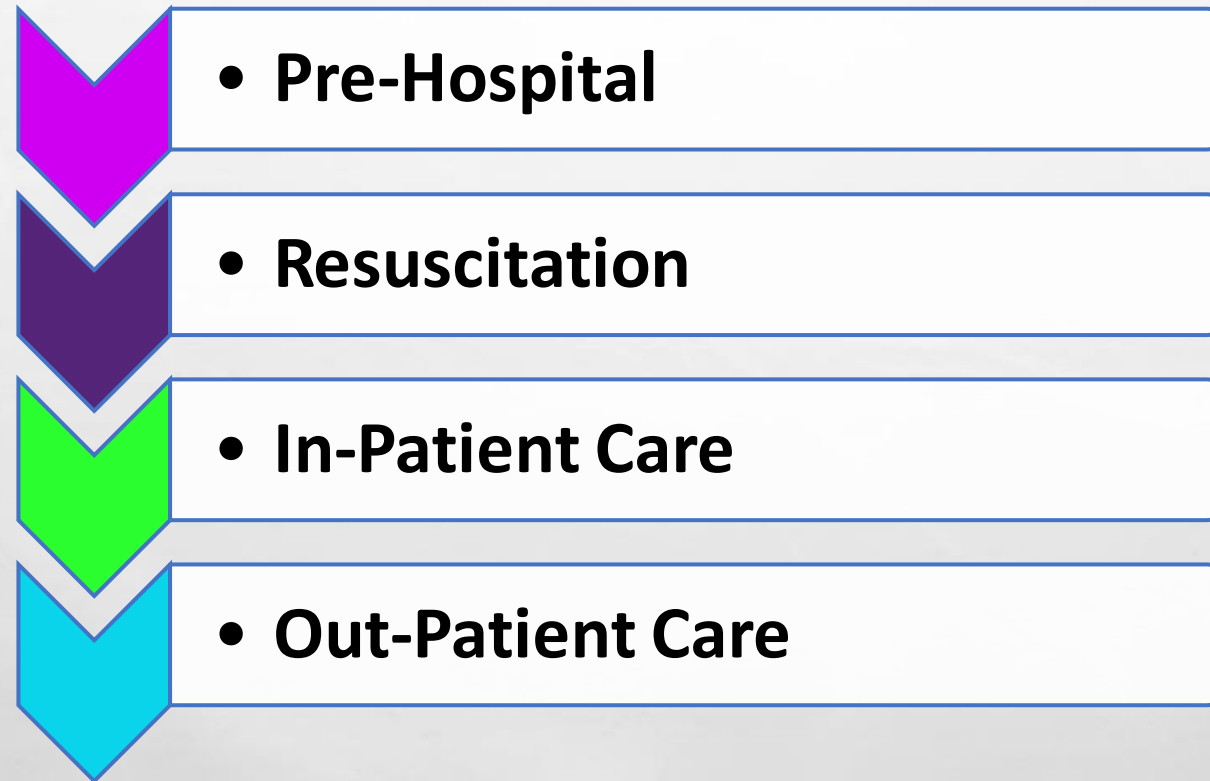 • Pre-Hospital
• Resuscitation
• In-Patient Care
• Out-Patient Care